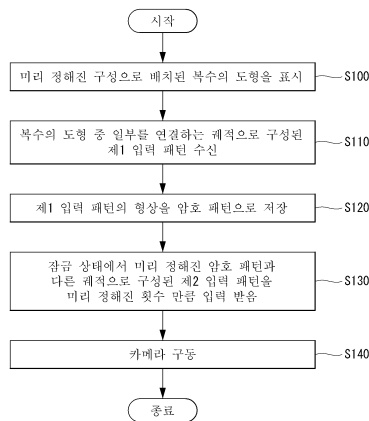 시작
미리 정해진 구성으로 배치된 복수의 도형을 표시
S100
복수의 도형 중 일부를 연결하는 궤적으로 구성된
제1 입력 패턴 수신
S110
제1 입력 패턴의 형상을 암호 패턴으로 저장
S120
잠금 상태에서 미리 정해진 암호 패턴과
다른 궤적으로 구성된 제2 입력 패턴을
미리 정해진 횟수 만큼 입력 받음
S130
카메라 구동
S140
종료